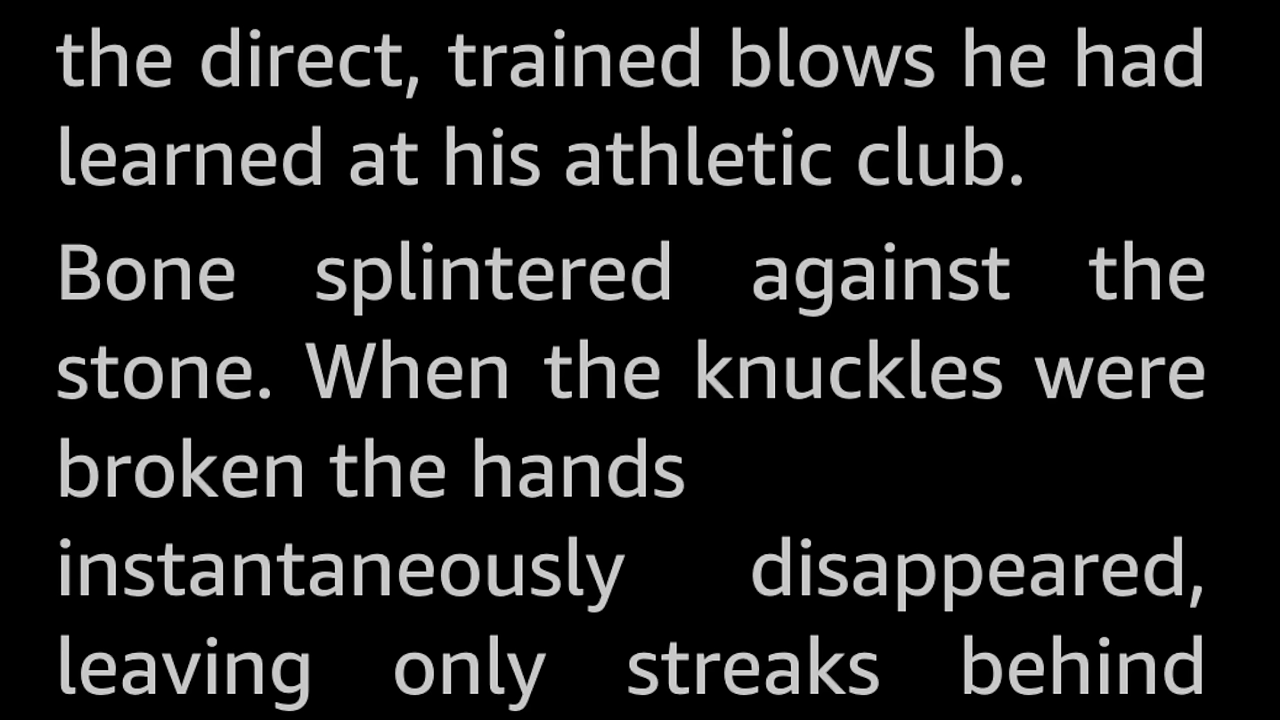 the direct, trained blows he had
learned at his athletic club.
Bone splintered against the
stone. When the knuckles were
broken the hands
instantaneously disappeared,
leaving only streaks behind